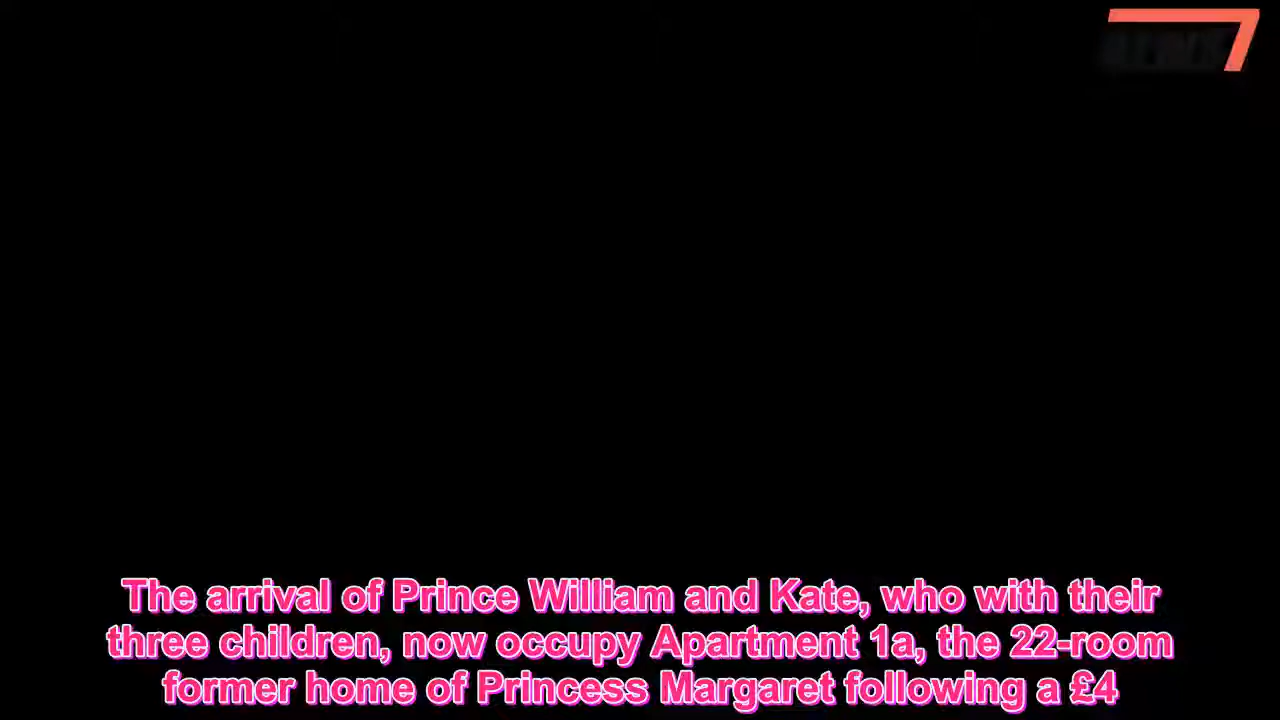 7
The arrival of Prince William and Kate, who with their
three children, now occupy Apartment 1a, the 22-room
former home of Princess Margaret following a £4